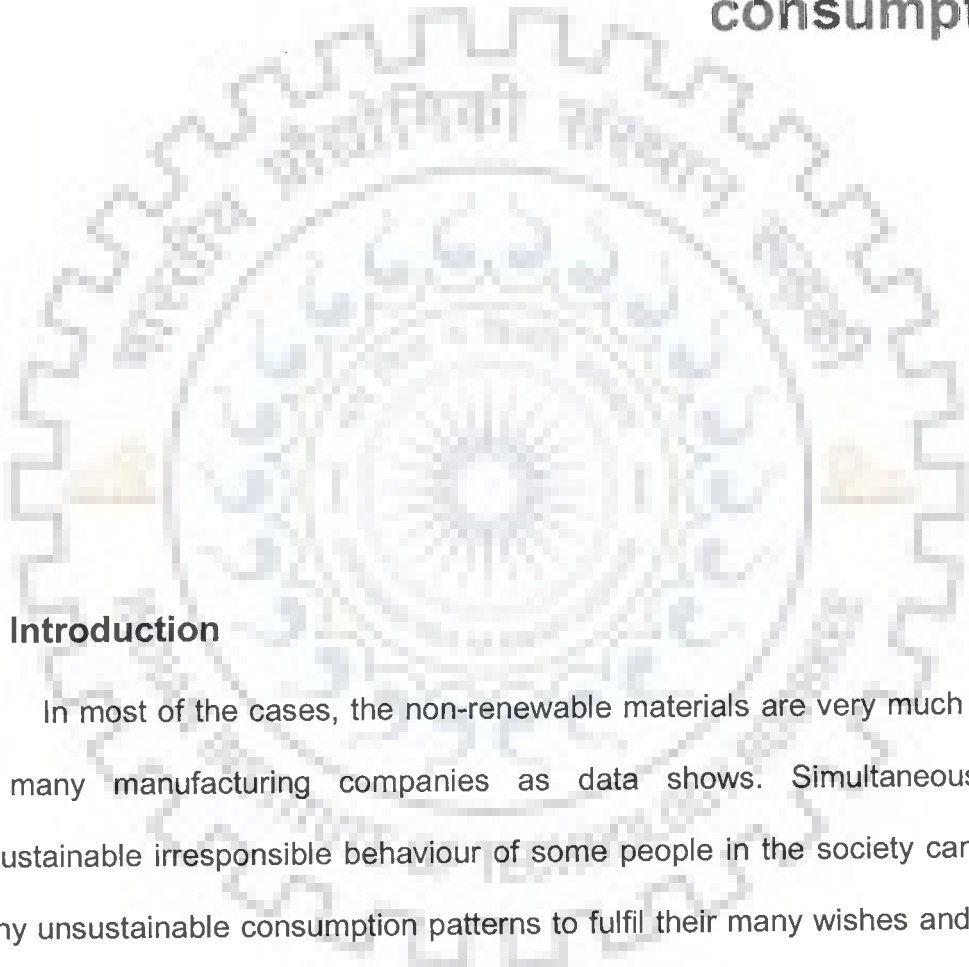 consumpt
भारतीय प्रौद्योगिकी संस्थान रुड़की
Introduction
In most of the cases, the non-renewable materials are very much
many manufacturing companies as data shows. Simultaneous
ustainable irresponsible behaviour of some people in the society car
ny unsustainable consumption patterns to fulfil their many wishes and